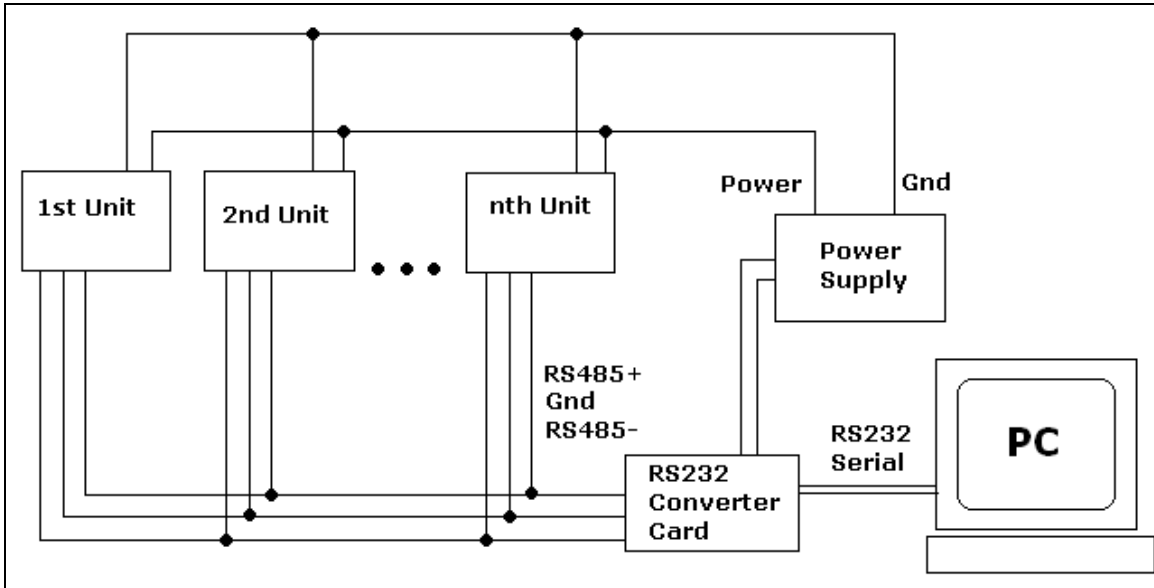 1st Unit
2nd Unit
nth Unit
Power
Gnd
Power
Supply
RS485+
Gnd
RS485-
RS232
Converter
Card
RS232
Serial
PC